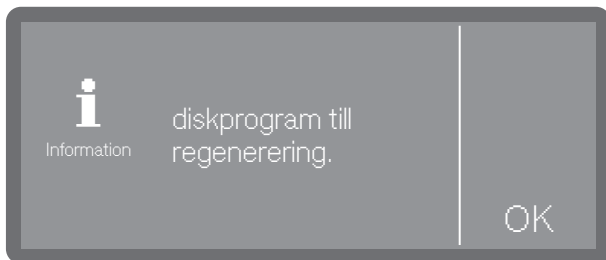 Information
diskprogram till
regenerering.
OK